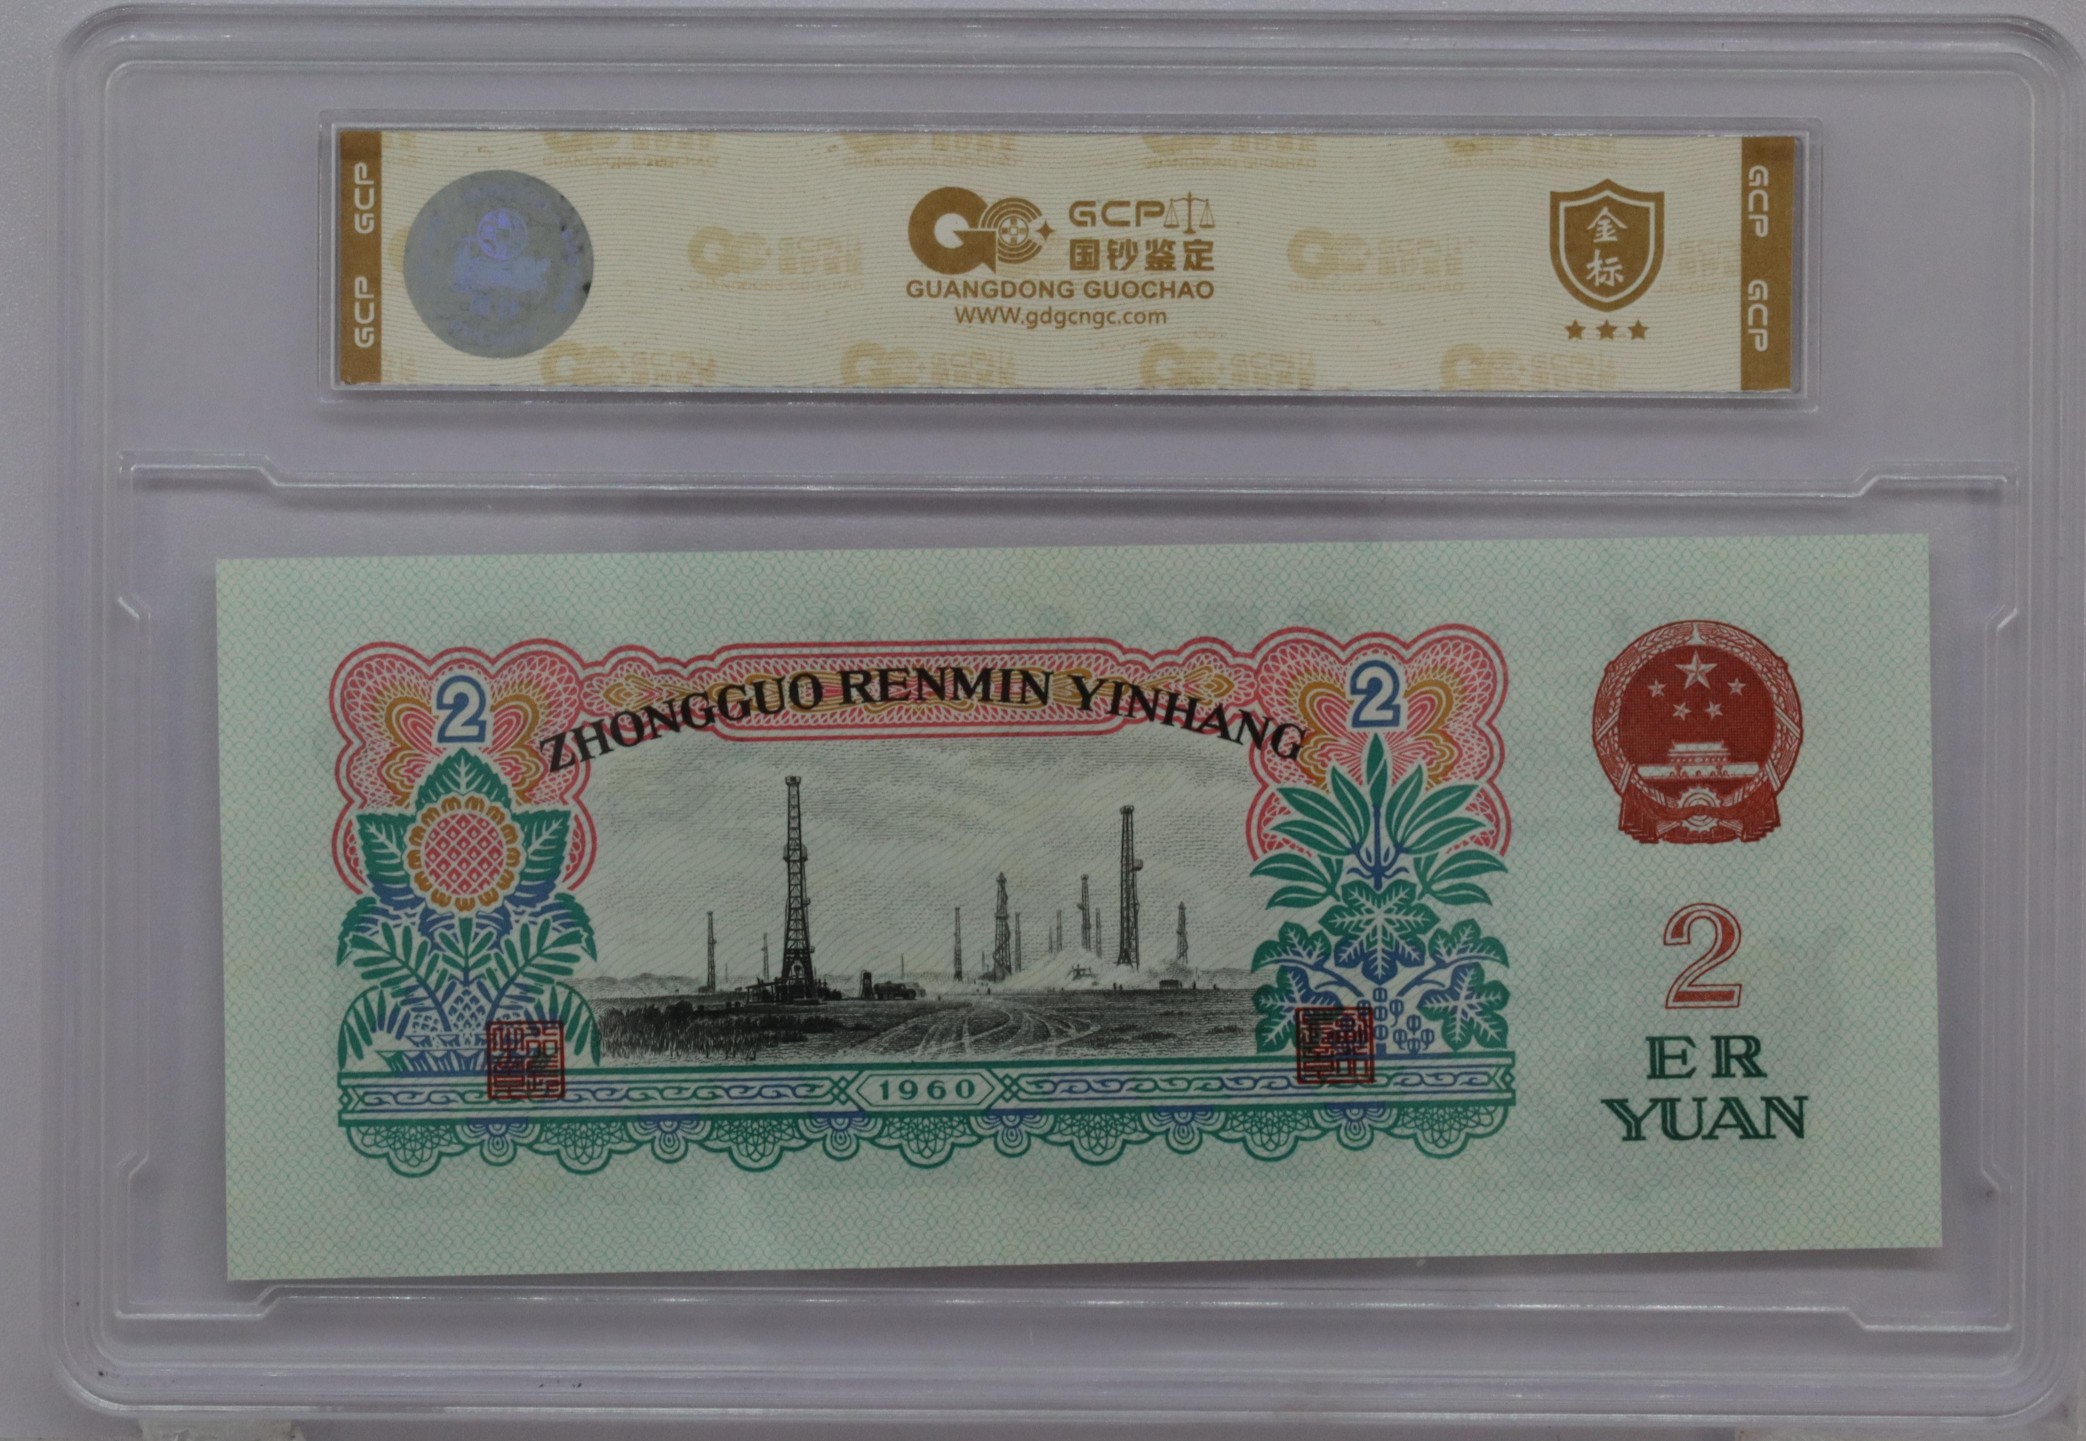 GCP
GCP
GCP
国钞鉴定
GUANGDONG GUOCHAO
WWW.gdgcngc.com
金
标
GCP
GCP
2
ZHONGGUO RENMIN YINHANG
2
1960
2
ER
YUAN